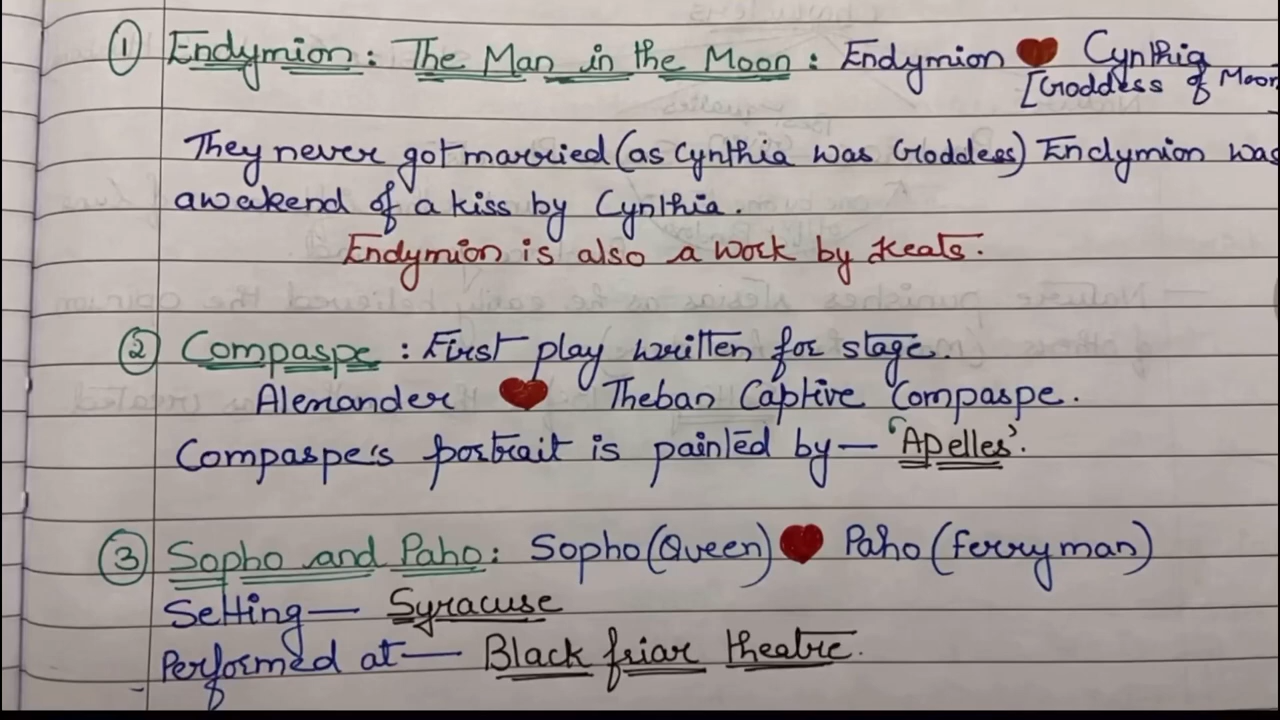 ① Endymion: The Man in the Moon: Endymion ❤ Cynthia
[Goddess of Moon
They never got married (as Cynthia was Goddess) Endymion was
awakend of a kiss by Cynthia.
Endymion is also a work by Keats.
② Compaspe: First play written for stage.
Alexander ❤ Theban Captive Compaspe.
Compaspe's portrait is painted by— 'Apelles'.
③ Sopho and Paho: Sopho (Queen) ❤ Paho (ferryman)
Setting— Syracuse
Performed at— Black friar theatre.